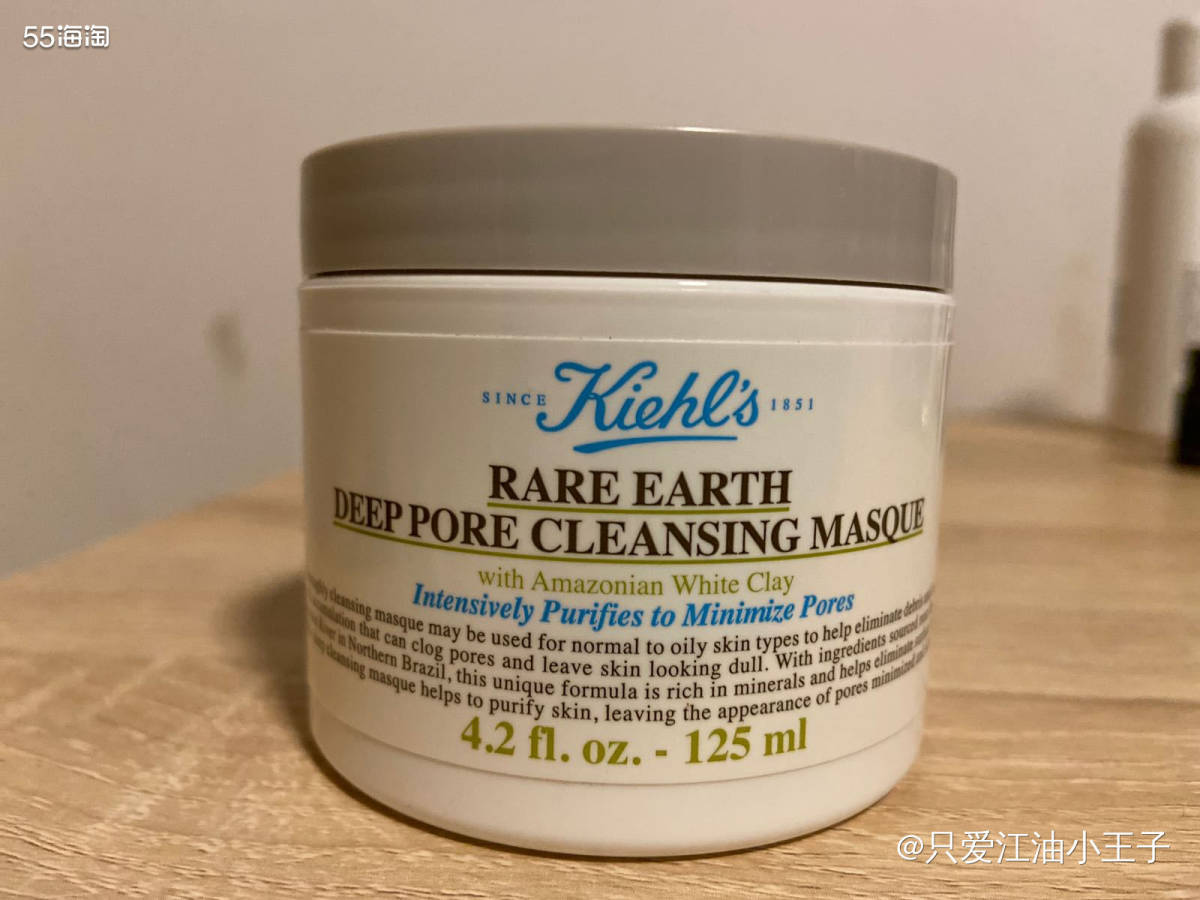 55海淘
SINCE Kiehl's 1851
RARE EARTH
DEEP PORE CLEANSING MASQUE
with Amazonian White Clay
Intensively Purifies to Minimize Pores
cleansing masque may be used for normal to oily skin types to help eliminate debris
that can clog pores and leave skin looking dull. With ingredients sourced
River in Northern Brazil, this unique formula is rich in minerals and helps eliminate
cleansing masque helps to purify skin, leaving the appearance of pores minimized
4.2 fl. oz. - 125 ml
@只爱江油小王子